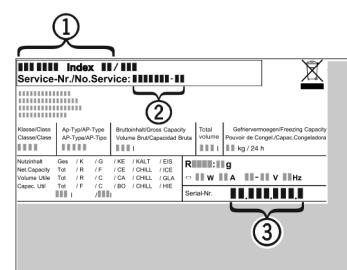 1
Index /
Service-Nr./No.Service: -
2
Klasse/Class Ap-Typ/AP-Type Bruttoinhalt/Gross Capacity Total Gefriervermoegen/Freezing Capacity
Classe/Clase AP-Type/AP-Tipo Volume Brut/Capacidad Bruta volume Pouvoir de Congel./Capac.Congeladora
l l kg / 24 h
Nutzinhalt Ges / K / G / KE / KALT / EIS
Net.Capacity Tot / R / F / CE / CHILL / ICE
Volume Utile Tot / R / C / CA / CHILL / GLA
Capac. Util Tot / F / C / BO / CHILL / HIE
l / l
R : g
W A - V Hz
Serial-Nr. . . .
3